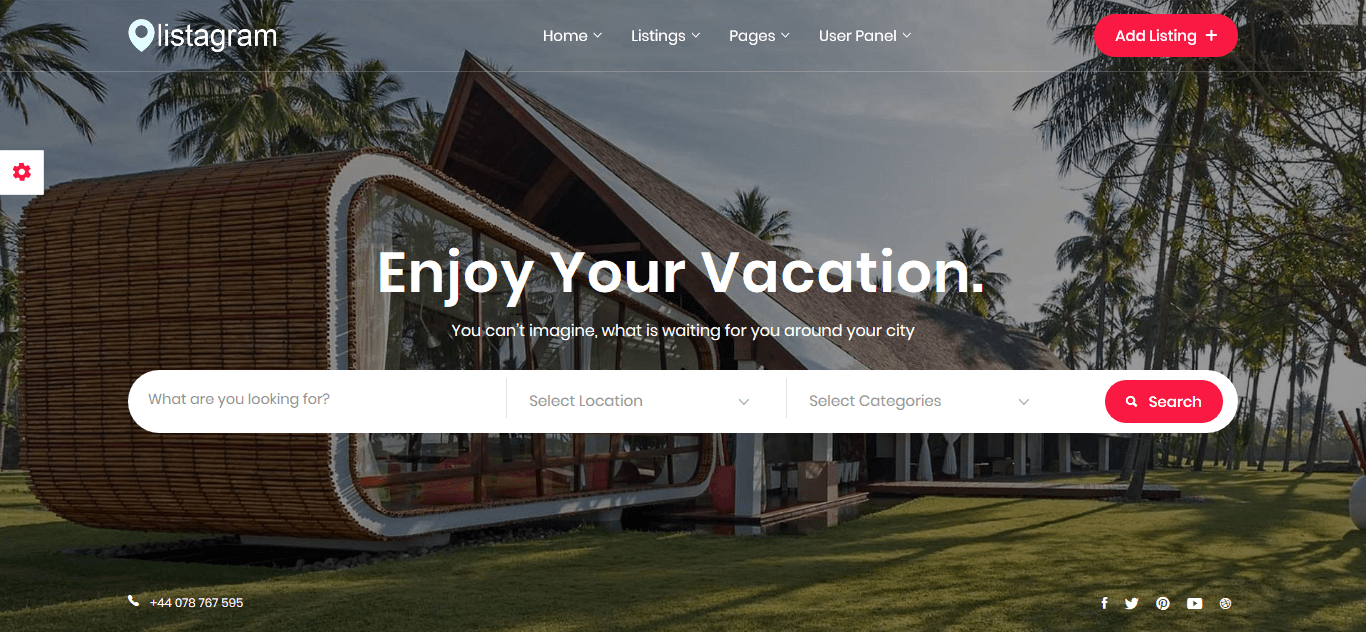 listagram
Home Listings Pages User Panel Add Listing +
Enjoy Your Vacation.
You can't imagine, what is waiting for you around your city
What are you looking for? Select Location Select Categories Search
+44 078 767 595